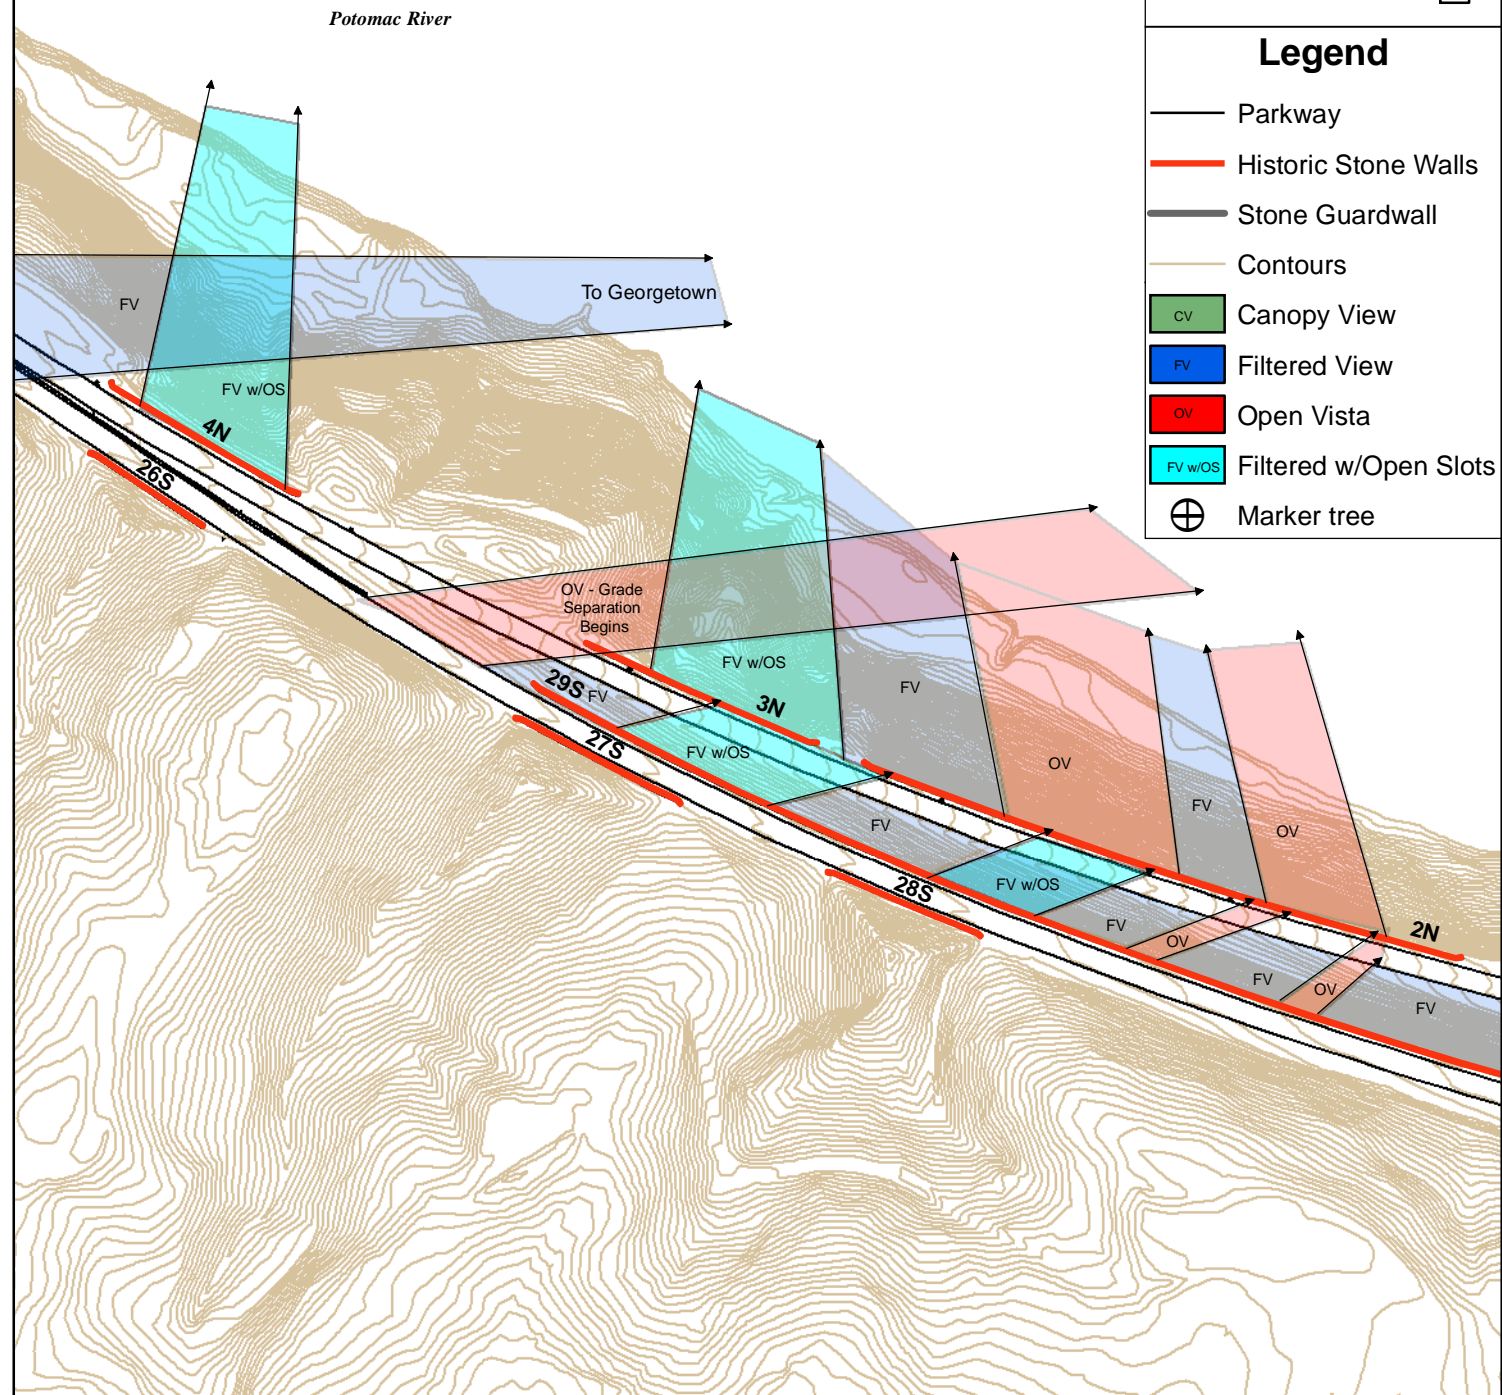 Potomac River
Legend
Parkway
Historic Stone Walls
Stone Guardwall
Contours
CV Canopy View
FV Filtered View
OV Open Vista
FV w/OS Filtered w/Open Slots
Marker tree
To Georgetown
FV
FV w/OS
4N
26S
OV - Grade
Separation
Begins
FV w/OS
29S
FV
3N
FV
27S
FV w/OS
OV
FV
FV
OV
28S
FV w/OS
FV
OV
2N
FV
OV
FV